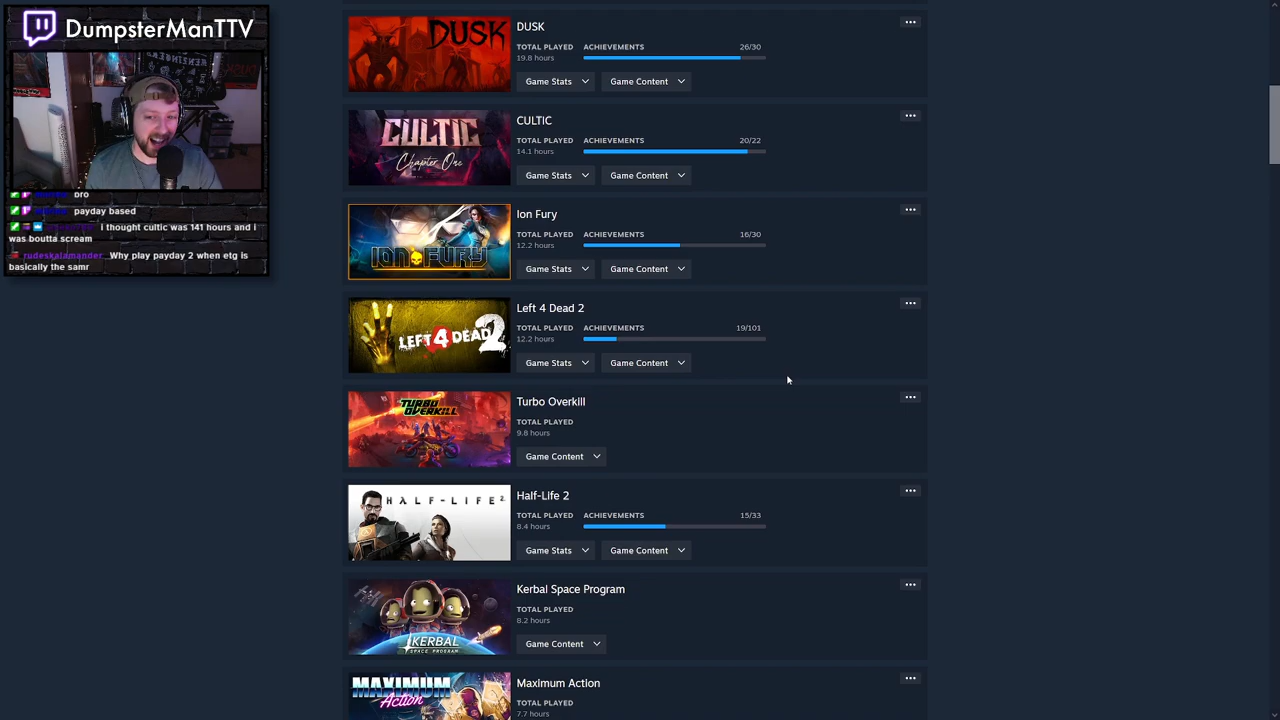 DumpsterManTTV
bro
payday based
i thought cultic was 141 hours and i
was boutta scream
rudeskalamander Why play payday 2 when etg is
basically the samr
DUSK
DUSK
TOTAL PLAYED ACHIEVEMENTS 26/30
19.8 hours
Game Stats Game Content
CULTIC
Chapter One
CULTIC
TOTAL PLAYED ACHIEVEMENTS 20/22
14.1 hours
Game Stats Game Content
ION FURY
Ion Fury
TOTAL PLAYED ACHIEVEMENTS 16/30
12.2 hours
Game Stats Game Content
LEFT 4 DEAD 2
Left 4 Dead 2
TOTAL PLAYED ACHIEVEMENTS 19/101
12.2 hours
Game Stats Game Content
TURBO
OVERKILL
Turbo Overkill
TOTAL PLAYED
9.8 hours
Game Content
HλLF-LIFE²
Half-Life 2
TOTAL PLAYED ACHIEVEMENTS 15/33
8.4 hours
Game Stats Game Content
KERBAL
SPACE PROGRAM
Kerbal Space Program
TOTAL PLAYED
8.2 hours
Game Content
MAXIMUM
Action
Maximum Action
TOTAL PLAYED
7.7 hours